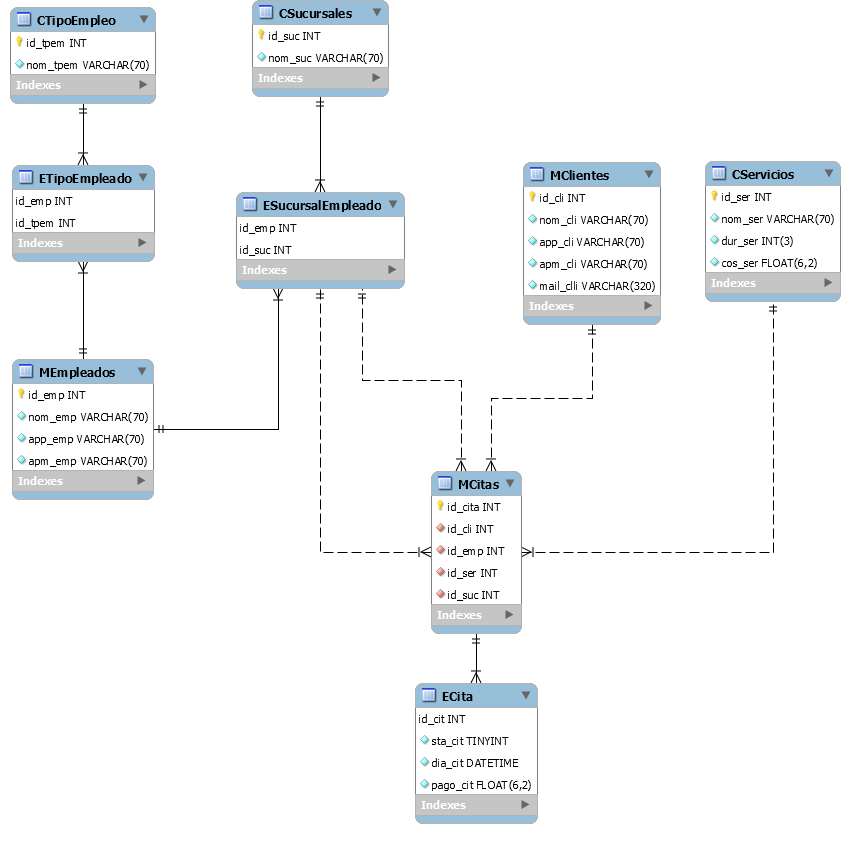 CTipoEmpleo
id_tpem INT
nom_tpem VARCHAR(70)
Indexes
CSucursales
id_suc INT
nom_suc VARCHAR(70)
Indexes
ETipoEmpleado
id_emp INT
id_tpem INT
Indexes
ESucursalEmpleado
id_emp INT
id_suc INT
Indexes
MClientes
id_cli INT
nom_cli VARCHAR(70)
app_cli VARCHAR(70)
apm_cli VARCHAR(70)
mail_clli VARCHAR(320)
Indexes
CServicios
id_ser INT
nom_ser VARCHAR(70)
dur_ser INT(3)
cos_ser FLOAT(6,2)
Indexes
MEmpleados
id_emp INT
nom_emp VARCHAR(70)
app_emp VARCHAR(70)
apm_emp VARCHAR(70)
Indexes
MCitas
id_cita INT
id_cli INT
id_emp INT
id_ser INT
id_suc INT
Indexes
ECita
id_cit INT
sta_cit TINYINT
dia_cit DATETIME
pago_cit FLOAT(6,2)
Indexes